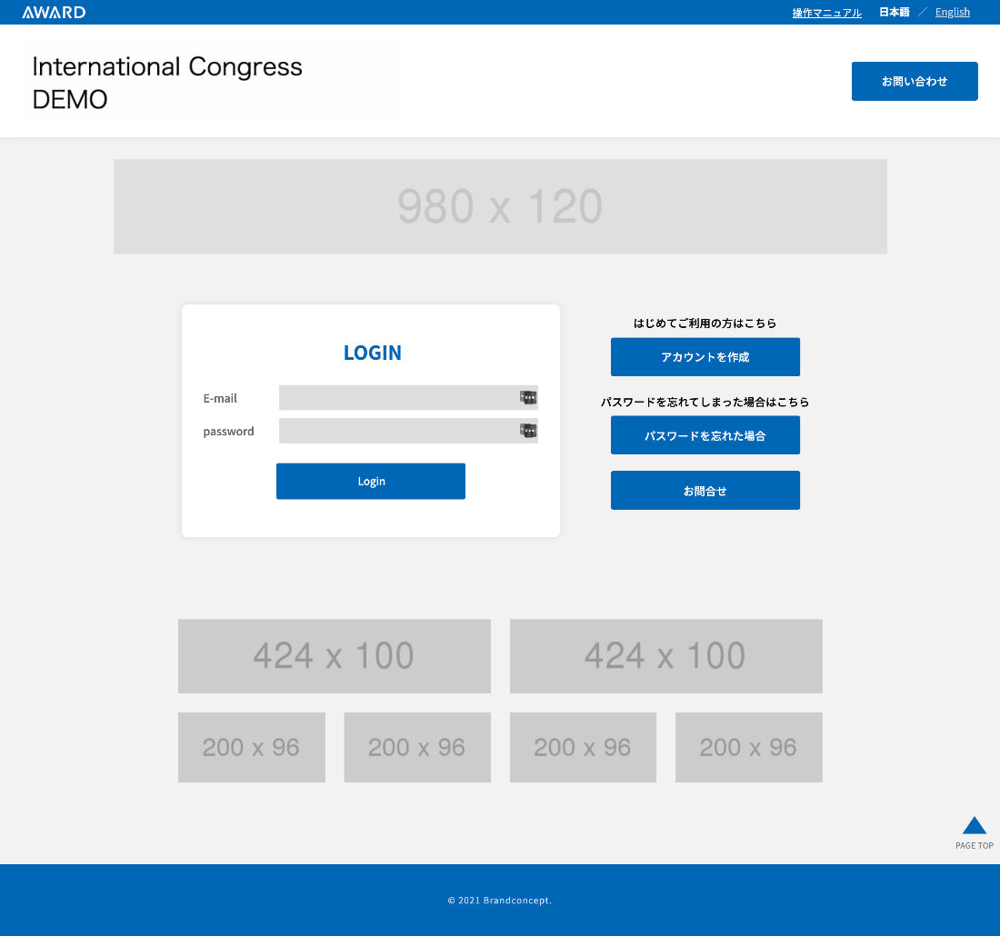 AWARD
操作マニュアル 日本語 ／ English
International Congress
DEMO
お問い合わせ
980 x 120
LOGIN
E-mail
password
Login
はじめてご利用の方はこちら
アカウントを作成
パスワードを忘れてしまった場合はこちら
パスワードを忘れた場合
お問合せ
424 x 100
424 x 100
200 x 96
200 x 96
200 x 96
200 x 96
PAGE TOP
© 2021 Brandconcept.